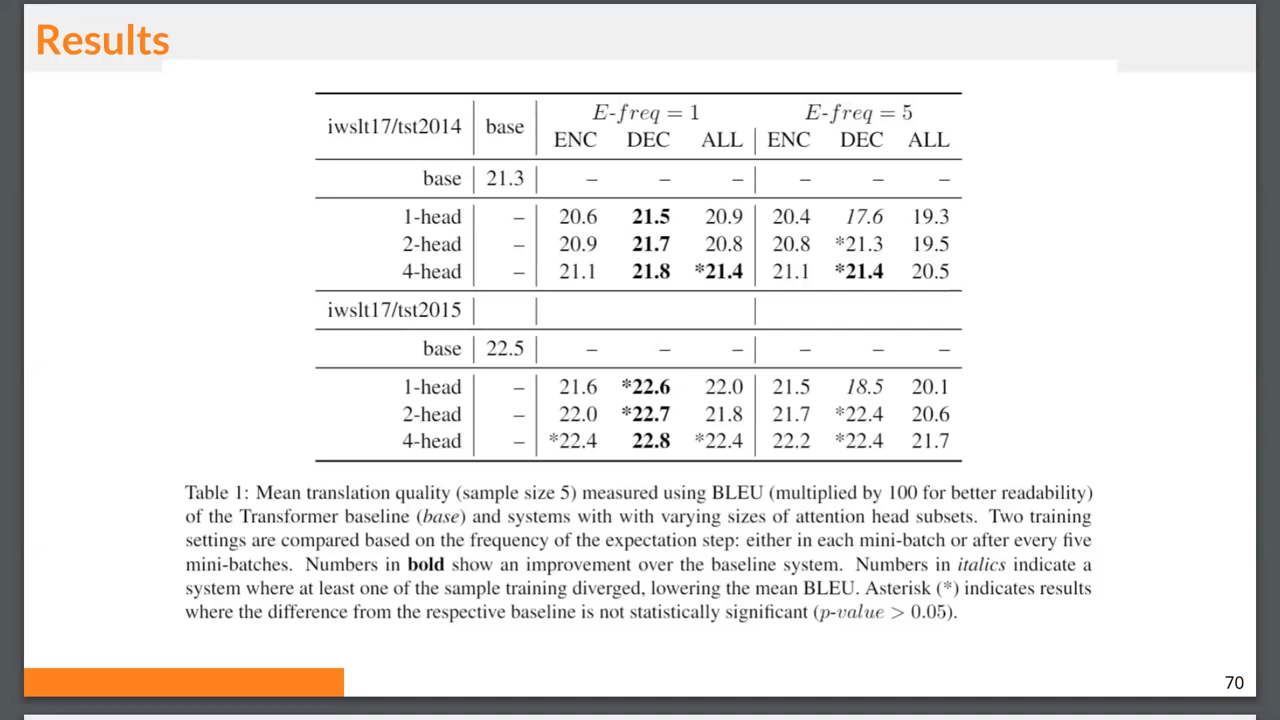 Results
iwslt17/tst2014 base E-freq = 1 E-freq = 5
ENC DEC ALL ENC DEC ALL
base 21.3 – – – – – –
1-head – 20.6 21.5 20.9 20.4 17.6 19.3
2-head – 20.9 21.7 20.8 20.8 *21.3 19.5
4-head – 21.1 21.8 *21.4 21.1 *21.4 20.5
iwslt17/tst2015
base 22.5 – – – – – –
1-head – 21.6 *22.6 22.0 21.5 18.5 20.1
2-head – 22.0 *22.7 21.8 21.7 *22.4 20.6
4-head – *22.4 22.8 *22.4 22.2 *22.4 21.7
Table 1: Mean translation quality (sample size 5) measured using BLEU (multiplied by 100 for better readability)
of the Transformer baseline (base) and systems with with varying sizes of attention head subsets. Two training
settings are compared based on the frequency of the expectation step: either in each mini-batch or after every five
mini-batches. Numbers in bold show an improvement over the baseline system. Numbers in italics indicate a
system where at least one of the sample training diverged, lowering the mean BLEU. Asterisk (*) indicates results
where the difference from the respective baseline is not statistically significant (p-value > 0.05).
70